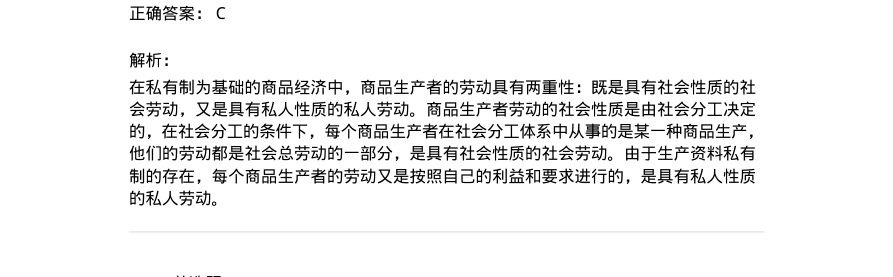 正确答案： C
解析：
在私有制为基础的商品经济中，商品生产者的劳动具有两重性：既是具有社会性质的社
会劳动，又是具有私人性质的私人劳动。商品生产者劳动的社会性质是由社会分工决定
的，在社会分工的条件下，每个商品生产者在社会分工体系中从事的是某一种商品生产，
他们的劳动都是社会总劳动的一部分，是具有社会性质的社会劳动。由于生产资料私有
制的存在，每个商品生产者的劳动又是按照自己的利益和要求进行的，是具有私人性质
的私人劳动。